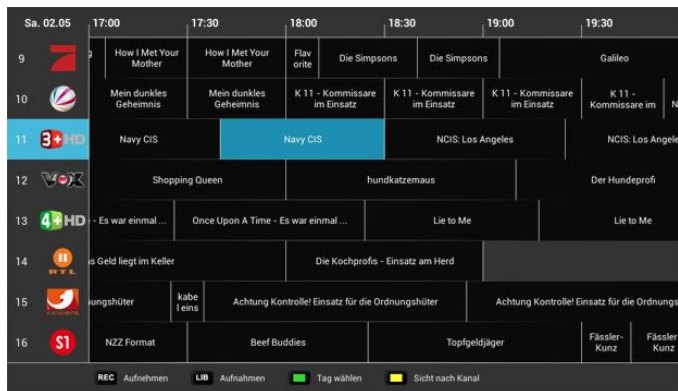 Sa. 02.05 17:00 17:30 18:00 18:30 19:00 19:30
9 How I Met Your Mother How I Met Your Mother Flav orite Die Simpsons Die Simpsons Galileo
10 Mein dunkles Geheimnis Mein dunkles Geheimnis K 11 - Kommissare im Einsatz K 11 - Kommissare im Einsatz K 11 - Kommissare im Einsatz K 11 - Kommissare im N
11 3+ HD Navy CIS Navy CIS NCIS: Los Angeles NCIS: Los Angele
12 VOX Shopping Queen hundkatzemaus Der Hundeprofi
13 4+ HD - Es war einmal ... Once Upon A Time - Es war einmal ... Lie to Me Lie to Me
14 II RTL s Geld liegt im Keller Die Kochprofis - Einsatz am Herd
15 ungshüter kabe l eins Achtung Kontrolle! Einsatz für die Ordnungshüter Achtung Kontrolle! Einsatz für die Ordnungs
16 S1 NZZ Format Beef Buddies Topfgeldjäger Fässler-Kunz Fässler Kunz
REC Aufnehmen LIB Aufnahmen Tag wählen Sicht nach Kanal